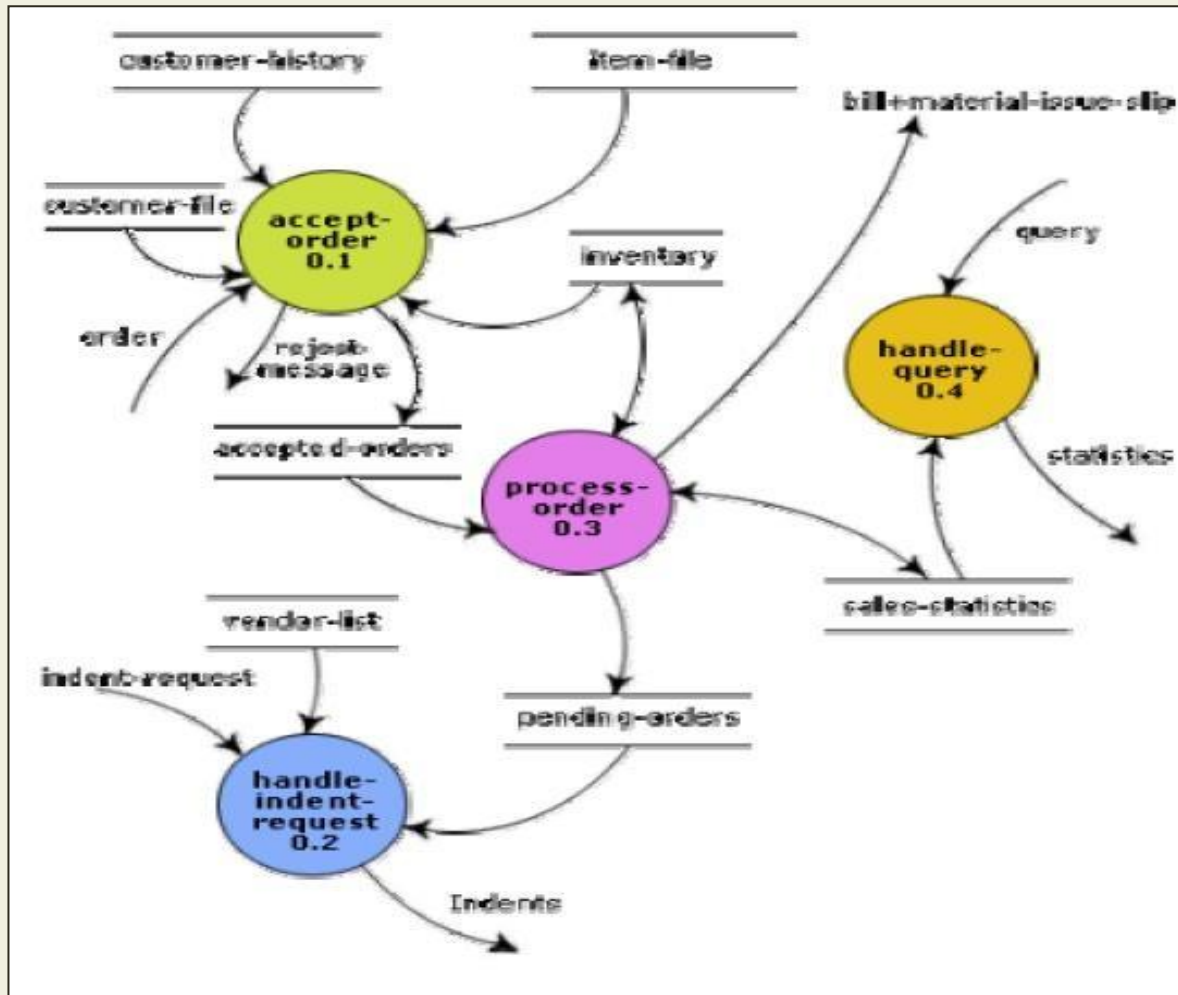 customer-history
item-file
bill+material-issue-slip
customer-file
accept-
order
0.1
inventory
query
order
reject-
message
handle-
query
0.4
accepted-orders
statistics
process-
order
0.3
sales-statistics
vendor-list
indent-request
pending-orders
handle-
indent-
request
0.2
Indents